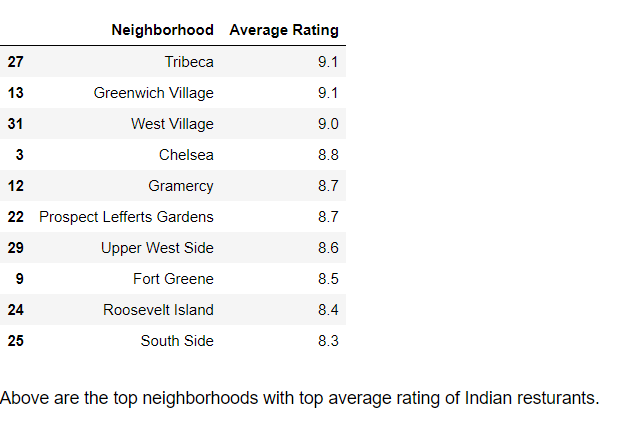 Neighborhood Average Rating
27 Tribeca 9.1
13 Greenwich Village 9.1
31 West Village 9.0
3 Chelsea 8.8
12 Gramercy 8.7
22 Prospect Lefferts Gardens 8.7
29 Upper West Side 8.6
9 Fort Greene 8.5
24 Roosevelt Island 8.4
25 South Side 8.3
Above are the top neighborhoods with top average rating of Indian resturants.